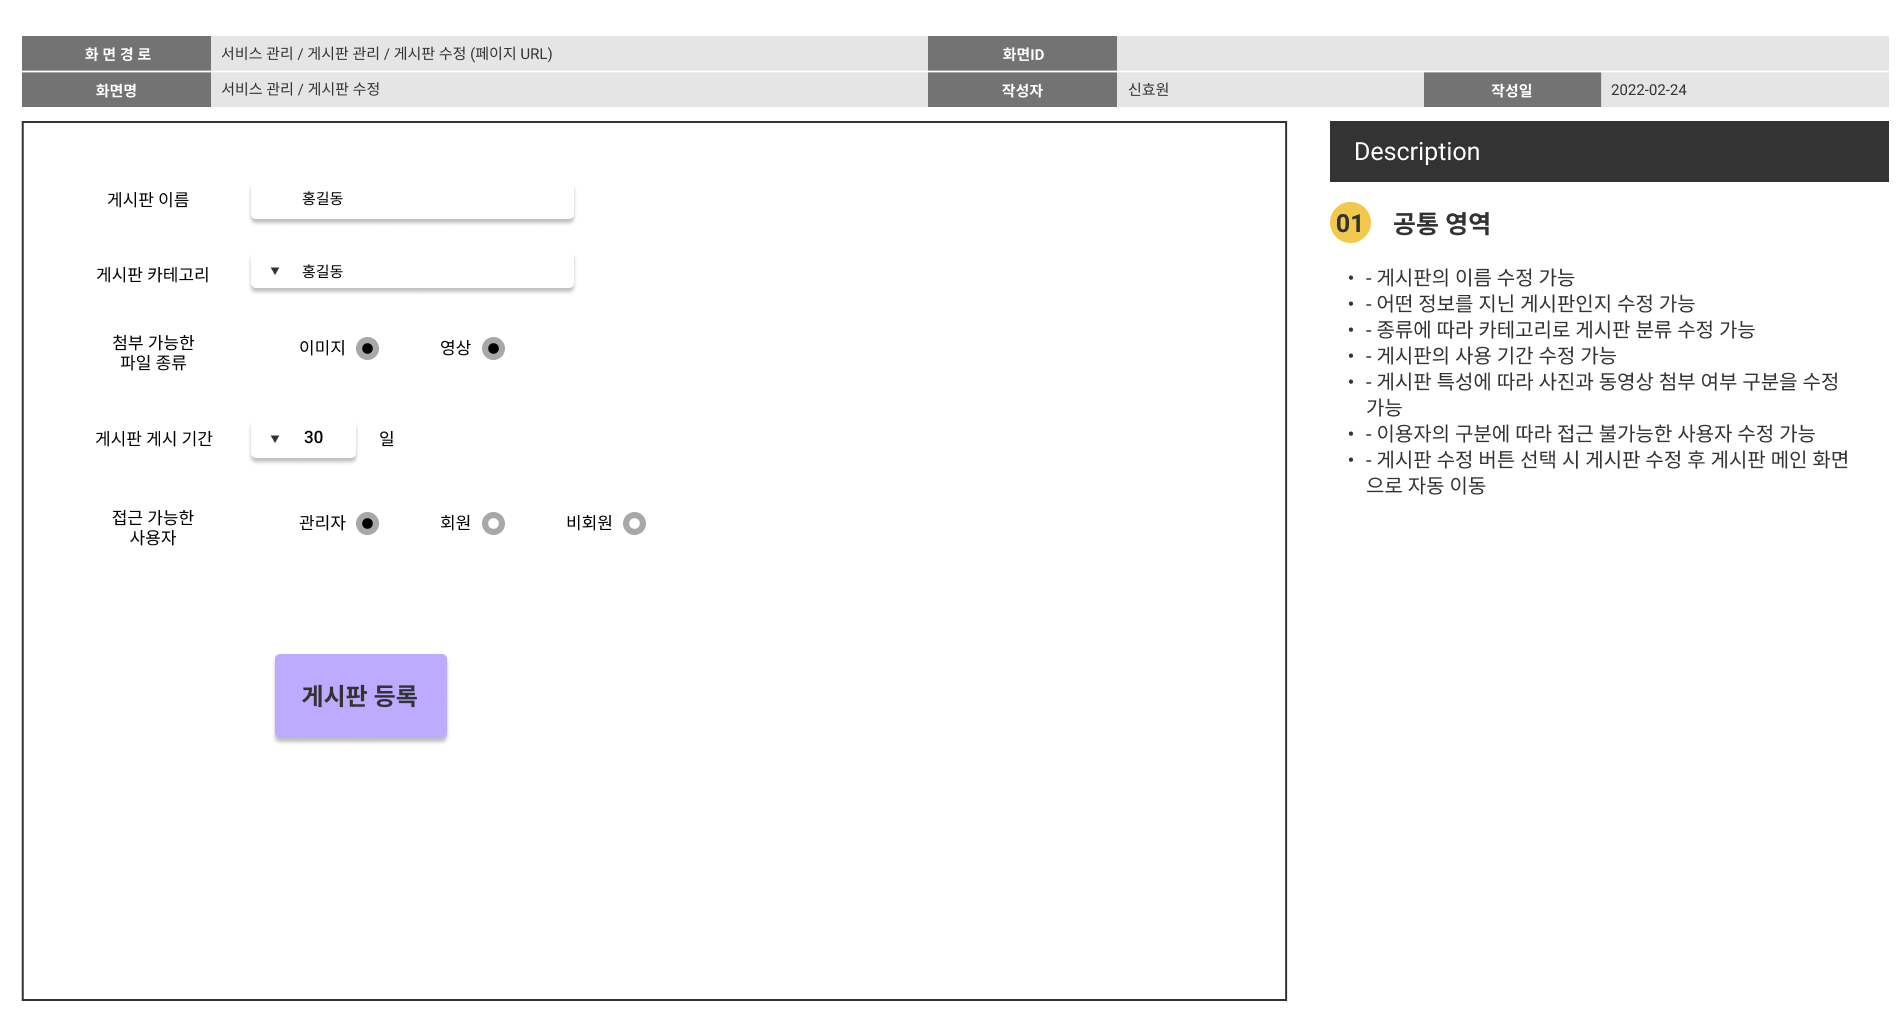 화 면 경 로
서비스 관리 / 게시판 관리 / 게시판 수정 (페이지 URL)
화면ID
화면명
서비스 관리 / 게시판 수정
작성자
신효원
작성일
2022-02-24
게시판 이름
홍길동
게시판 카테고리
▼ 홍길동
첨부 가능한
파일 종류
이미지
영상
게시판 게시 기간
▼ 30
일
접근 가능한
사용자
관리자
회원
비회원
게시판 등록
Description
01 공통 영역
• - 게시판의 이름 수정 가능
• - 어떤 정보를 지닌 게시판인지 수정 가능
• - 종류에 따라 카테고리로 게시판 분류 수정 가능
• - 게시판의 사용 기간 수정 가능
• - 게시판 특성에 따라 사진과 동영상 첨부 여부 구분을 수정
가능
• - 이용자의 구분에 따라 접근 불가능한 사용자 수정 가능
• - 게시판 수정 버튼 선택 시 게시판 수정 후 게시판 메인 화면
으로 자동 이동